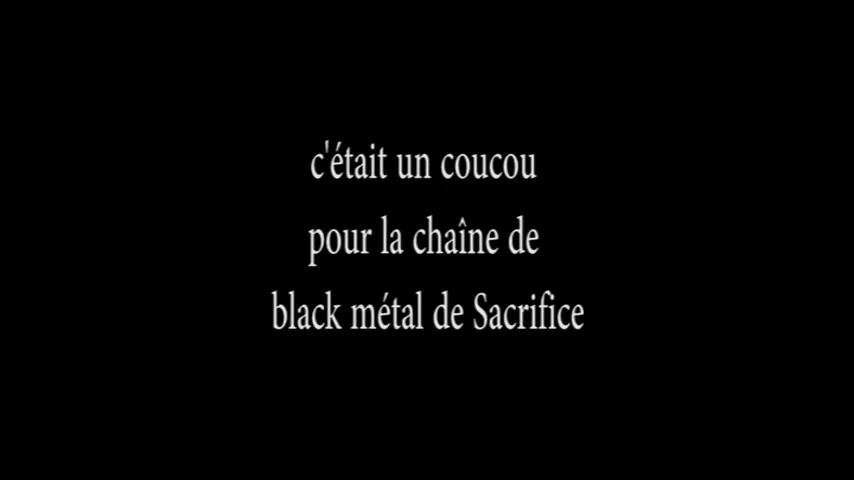 c'était un coucou
pour la chaîne de
black métal de Sacrifice